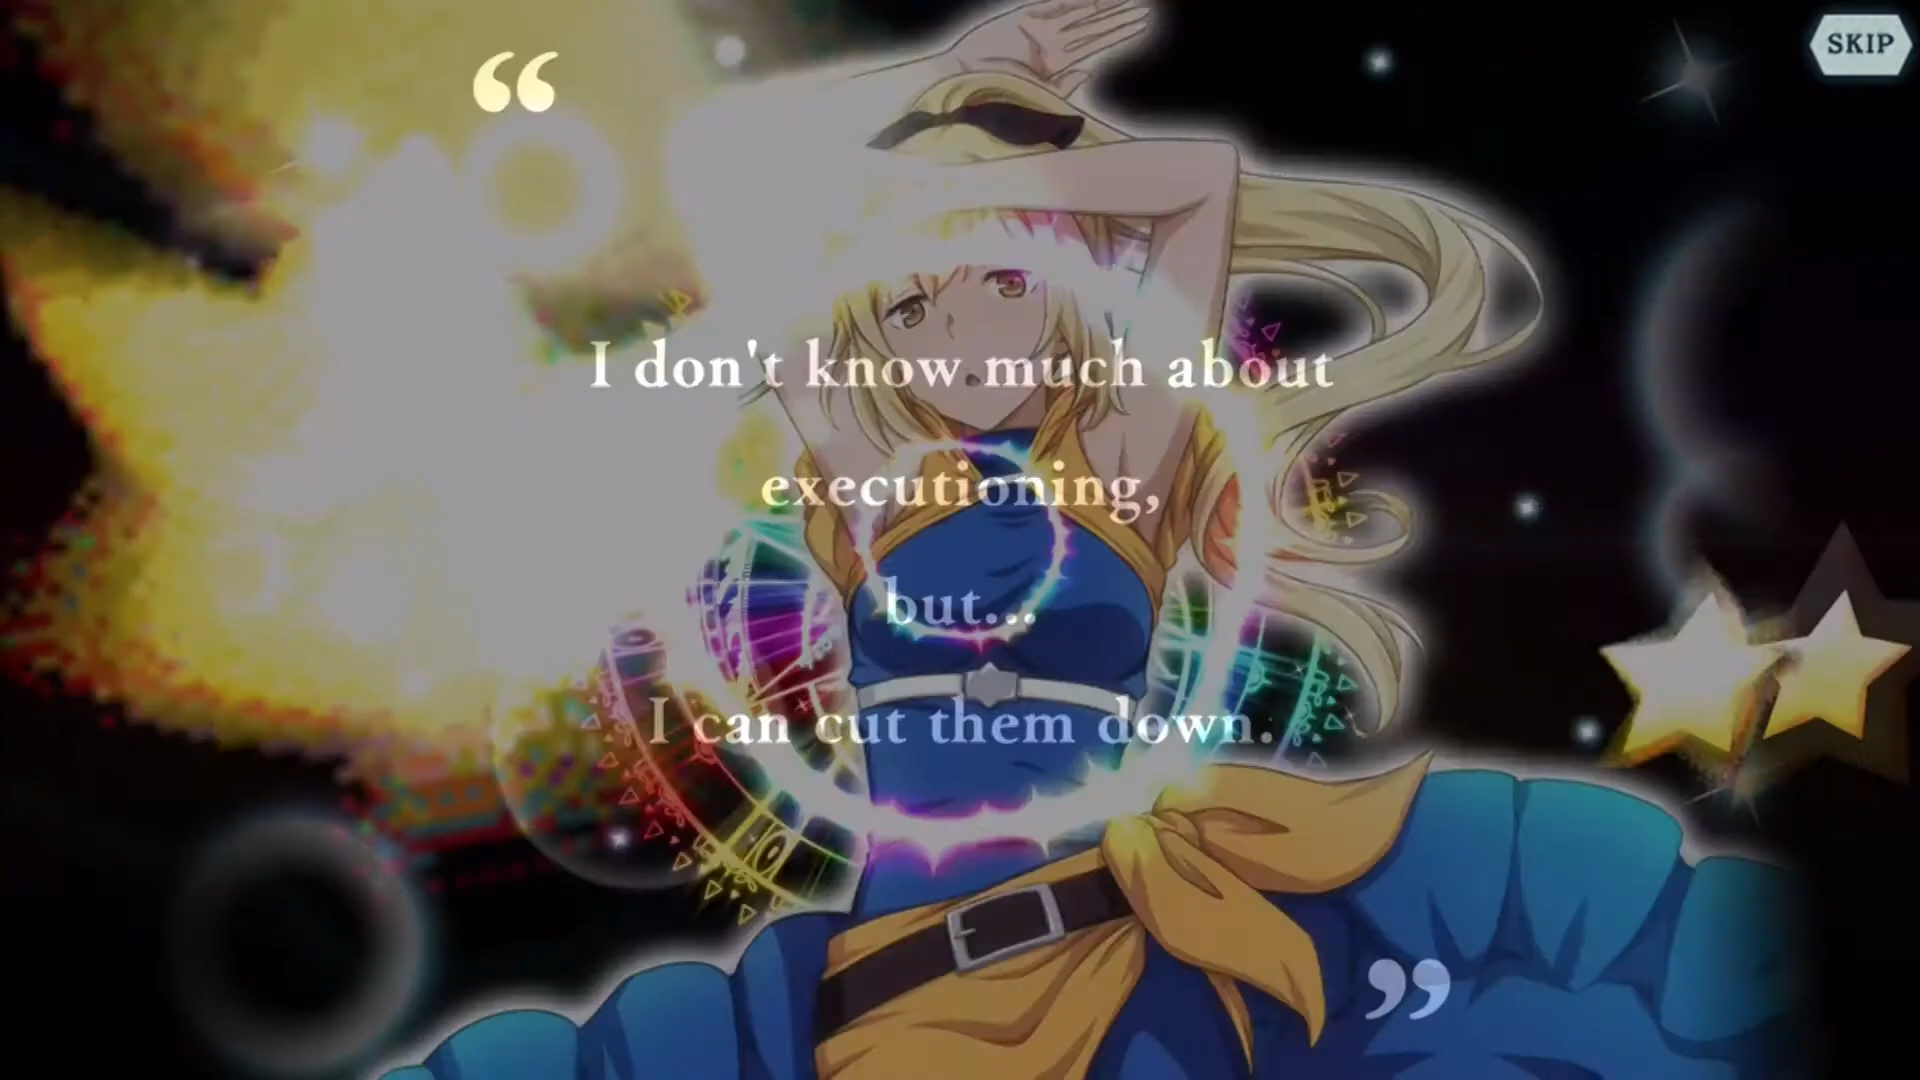 SKIP
“
I don't know much about
executioning,
but...
I can cut them down.
”